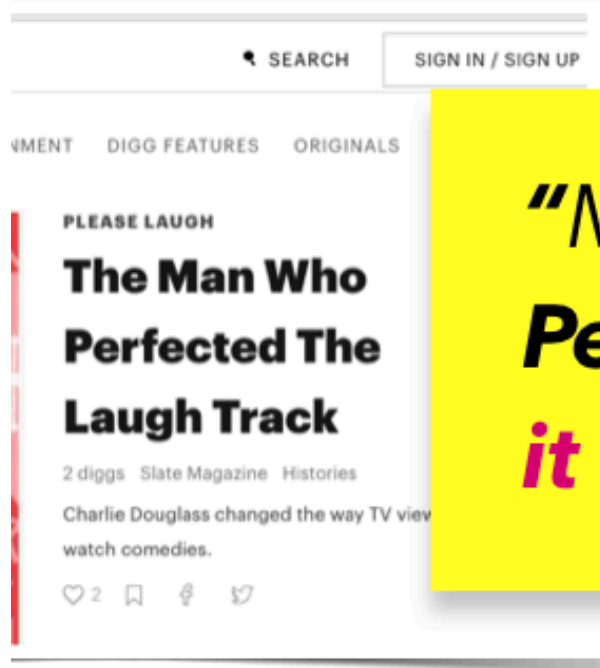 SEARCH
SIGN IN / SIGN UP
DIGG FEATURES
ORIGINALS
PLEASE LAUGH
The Man Who
Perfected The
Laugh Track
2 diggs Slate Magazine Histories
Charlie Douglass changed the way TV
watch comedies.
2
it